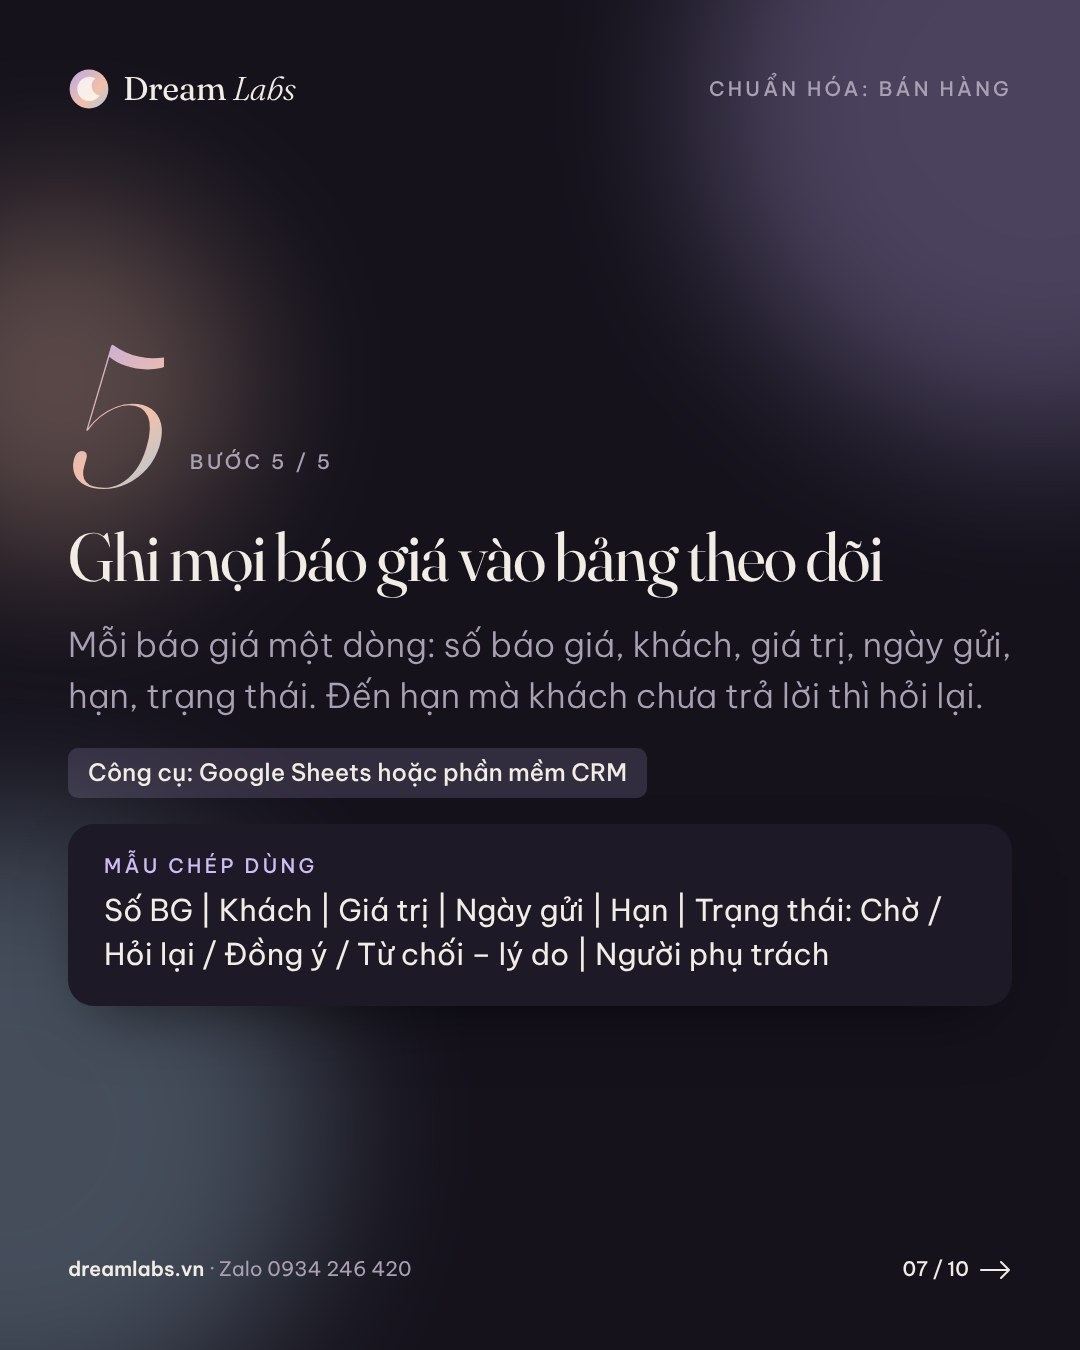 Dream Labs
CHUẨN HÓA: BÁN HÀNG
5
BƯỚC 5 / 5
Ghi mọi báo giá vào bảng theo dõi
Mỗi báo giá một dòng: số báo giá, khách, giá trị, ngày gửi,
hạn, trạng thái. Đến hạn mà khách chưa trả lời thì hỏi lại.
Công cụ: Google Sheets hoặc phần mềm CRM
MẪU CHÉP DÙNG
Số BG | Khách | Giá trị | Ngày gửi | Hạn | Trạng thái: Chờ /
Hỏi lại / Đồng ý / Từ chối – lý do | Người phụ trách
dreamlabs.vn · Zalo 0934 246 420
07 / 10 →